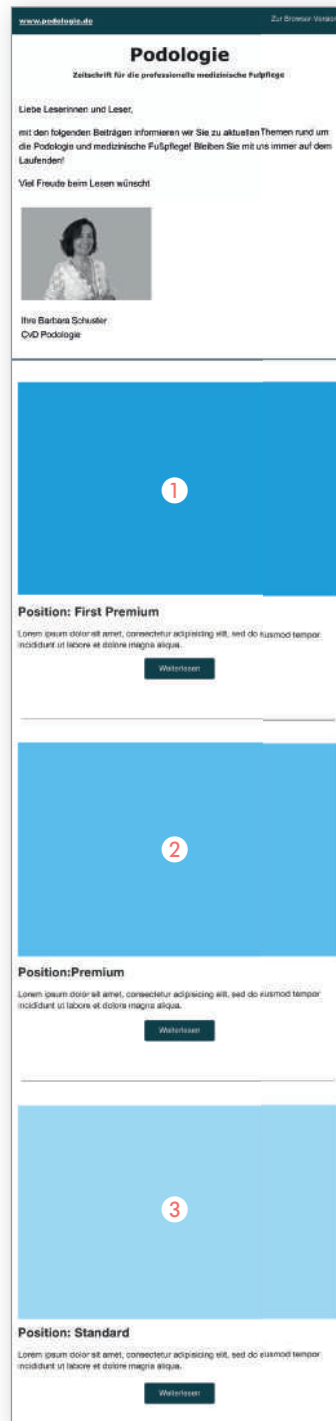 www.podologie.de
Zur Browser-Version
Podologie
Zeitschrift für die professionelle medizinische Fußpflege
Liebe Leserinnen und Leser,
mit den folgenden Beiträgen informieren wir Sie zu aktuellen Themen rund um
die Podologie und medizinische Fußpflege! Bleiben Sie mit uns immer auf dem
Laufenden!
Viel Freude beim Lesen wünscht
Ihre Barbara Schuster
CvD Podologie
1
Position: First Premium
Lorem ipsum dolor sit amet, consectetur adipisicing elit, sed do eiusmod tempor
incididunt ut labore et dolore magna aliqua.
Weiterlesen
2
Position:Premium
Lorem ipsum dolor sit amet, consectetur adipisicing elit, sed do eiusmod tempor
incididunt ut labore et dolore magna aliqua.
Weiterlesen
3
Position: Standard
Lorem ipsum dolor sit amet, consectetur adipisicing elit, sed do eiusmod tempor
incididunt ut labore et dolore magna aliqua.
Weiterlesen